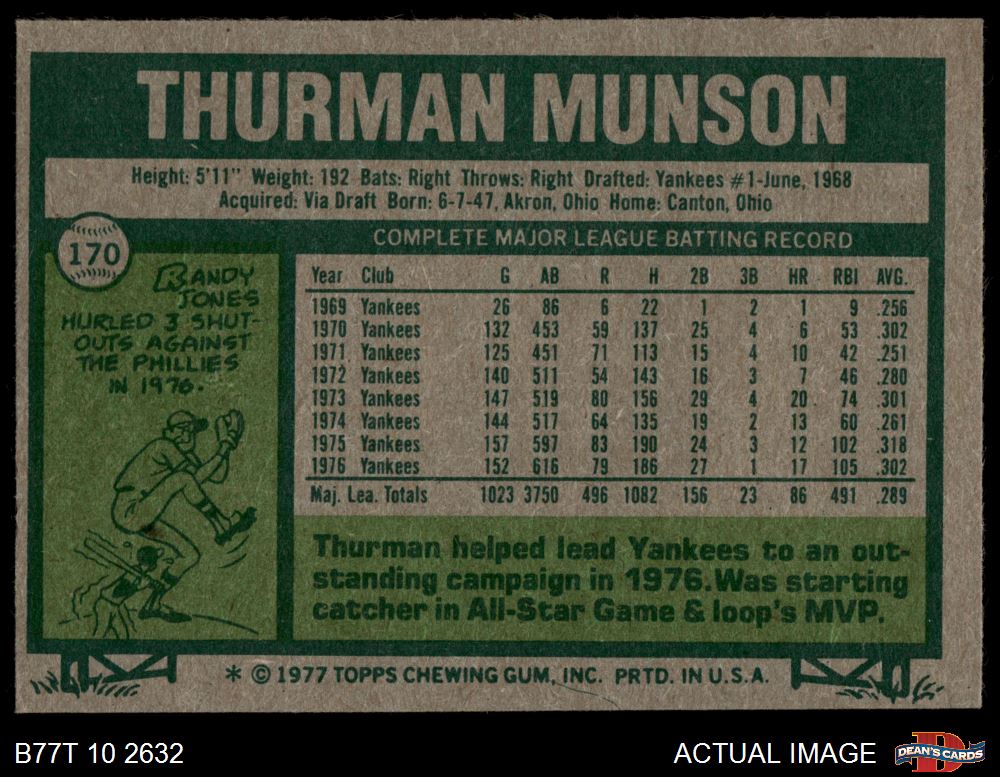 THURMAN MUNSON
Height: 5'11" Weight: 192 Bats: Right Throws: Right Drafted: Yankees #1-June, 1968
Acquired: Via Draft Born: 6-7-47, Akron, Ohio Home: Canton, Ohio
170
RANDY
JONES
HURLED 3 SHUT-
OUTS AGAINST
THE PHILLIES
IN 1976.
COMPLETE MAJOR LEAGUE BATTING RECORD
Year Club G AB R H 2B 3B HR RBI AVG.
1969 Yankees 26 86 6 22 1 2 1 9 .256
1970 Yankees 132 453 59 137 25 4 6 53 .302
1971 Yankees 125 451 71 113 15 4 10 42 .251
1972 Yankees 140 511 54 143 16 3 7 46 .280
1973 Yankees 147 519 80 156 29 4 20 74 .301
1974 Yankees 144 517 64 135 19 2 13 60 .261
1975 Yankees 157 597 83 190 24 3 12 102 .318
1976 Yankees 152 616 79 186 27 1 17 105 .302
Maj. Lea. Totals 1023 3750 496 1082 156 23 86 491 .289
Thurman helped lead Yankees to an out-
standing campaign in 1976. Was starting
catcher in All-Star Game & loop's MVP.
* © 1977 TOPPS CHEWING GUM, INC. PRTD. IN U.S.A.
B77T 10 2632
ACTUAL IMAGE
D
DEAN'S CARDS